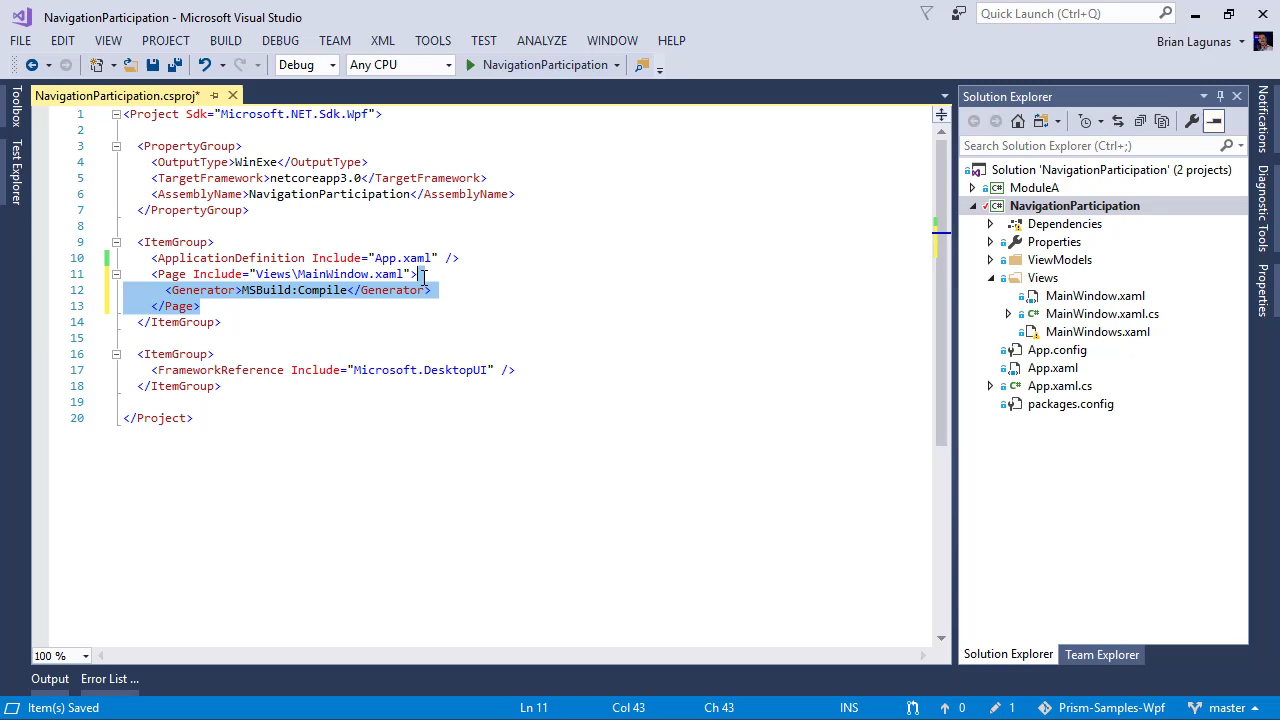 NavigationParticipation - Microsoft Visual Studio
Quick Launch (Ctrl+Q)
FILE EDIT VIEW PROJECT BUILD DEBUG TEAM XML TOOLS TEST ANALYZE WINDOW HELP
Brian Lagunas
Debug Any CPU NavigationParticipation
Toolbox
Test Explorer
NavigationParticipation.csproj*
1 <Project Sdk="Microsoft.NET.Sdk.Wpf">
2
3 <PropertyGroup>
4 <OutputType>WinExe</OutputType>
5 <TargetFramework>netcoreapp3.0</TargetFramework>
6 <AssemblyName>NavigationParticipation</AssemblyName>
7 </PropertyGroup>
8
9 <ItemGroup>
10 <ApplicationDefinition Include="App.xaml" />
11 <Page Include="Views\MainWindow.xaml">
12 <Generator>MSBuild:Compile</Generator>
13 </Page>
14 </ItemGroup>
15
16 <ItemGroup>
17 <FrameworkReference Include="Microsoft.DesktopUI" />
18 </ItemGroup>
19
20 </Project>
100 %
Solution Explorer
Search Solution Explorer (Ctrl+;)
Solution 'NavigationParticipation' (2 projects)
ModuleA
NavigationParticipation
Dependencies
Properties
ViewModels
Views
MainWindow.xaml
MainWindow.xaml.cs
MainWindows.xaml
App.config
App.xaml
App.xaml.cs
packages.config
Solution Explorer Team Explorer
Notifications
Diagnostic Tools
Properties
Output Error List ...
Item(s) Saved Ln 11 Col 43 Ch 43 INS 0 1 Prism-Samples-Wpf master